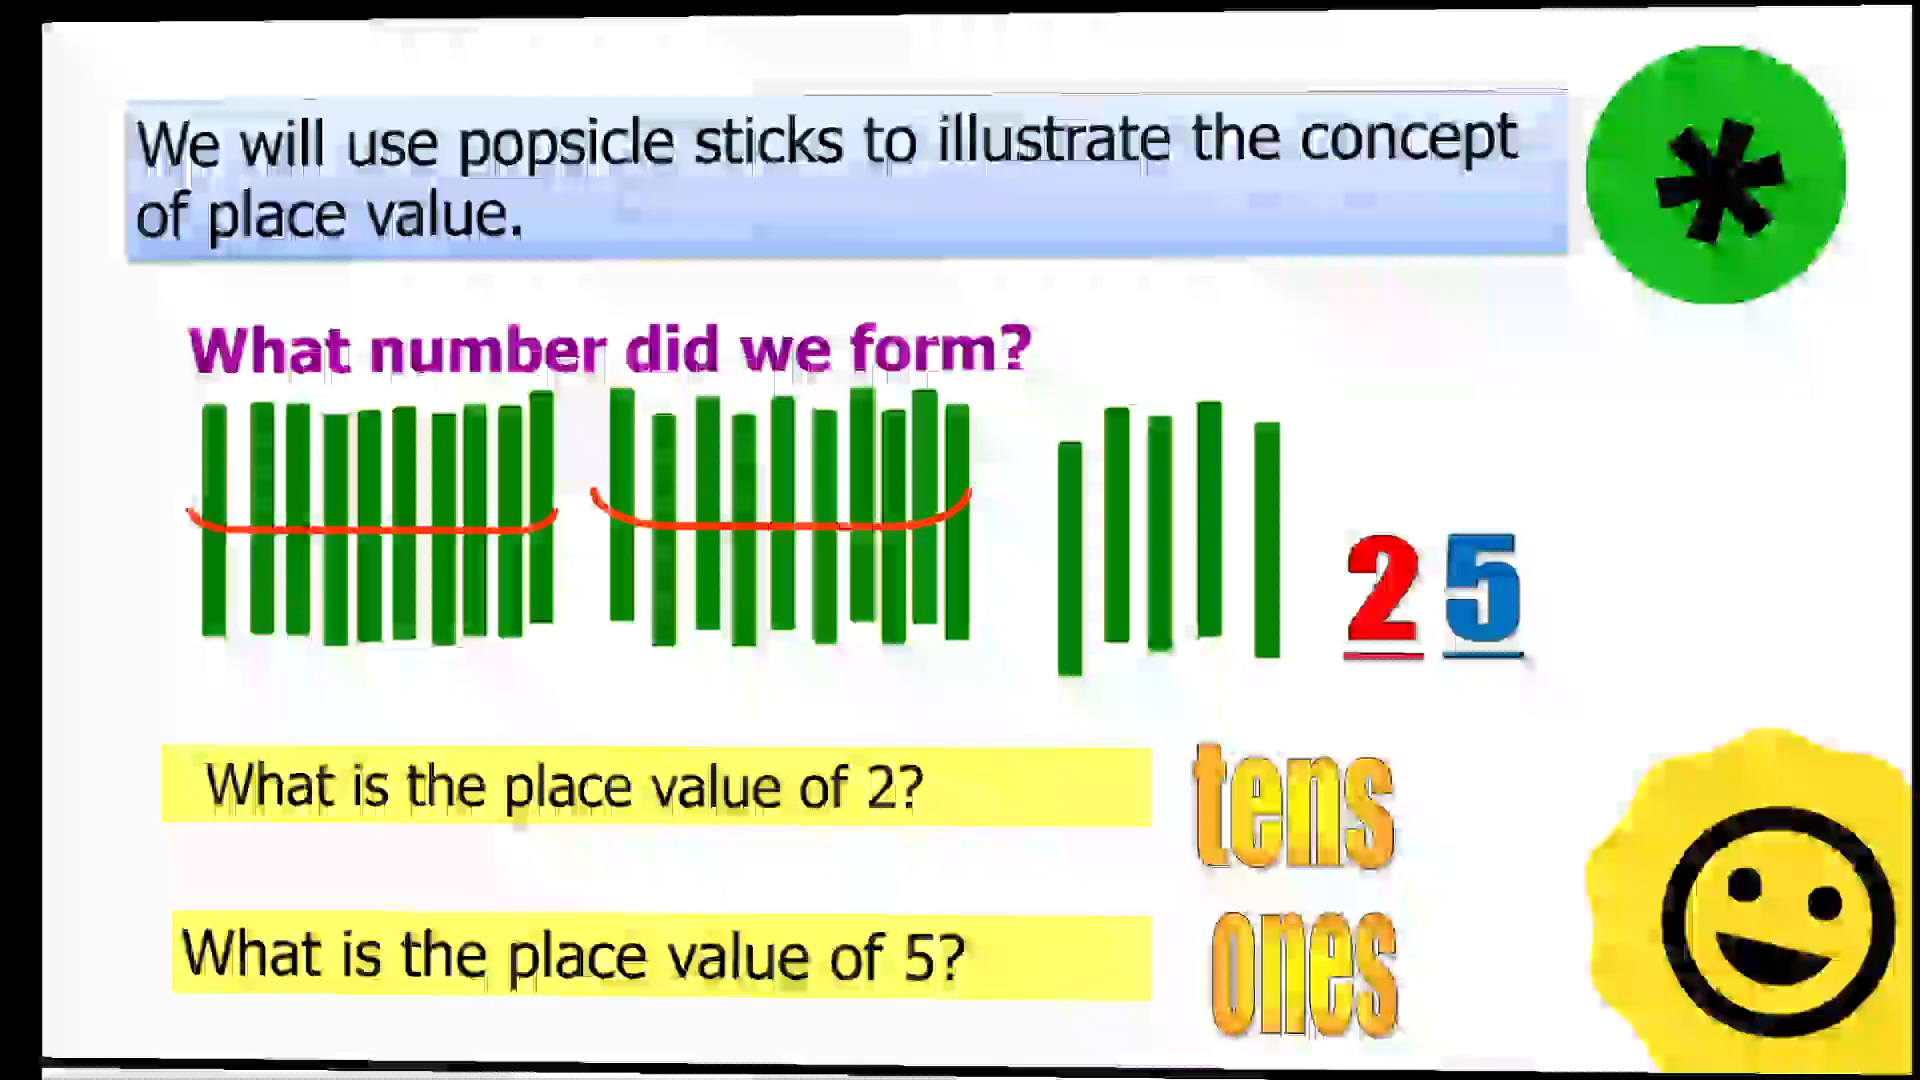 We will use popsicle sticks to illustrate the concept
of place value.
What number did we form?
2 5
What is the place value of 2?
tens
What is the place value of 5?
ones